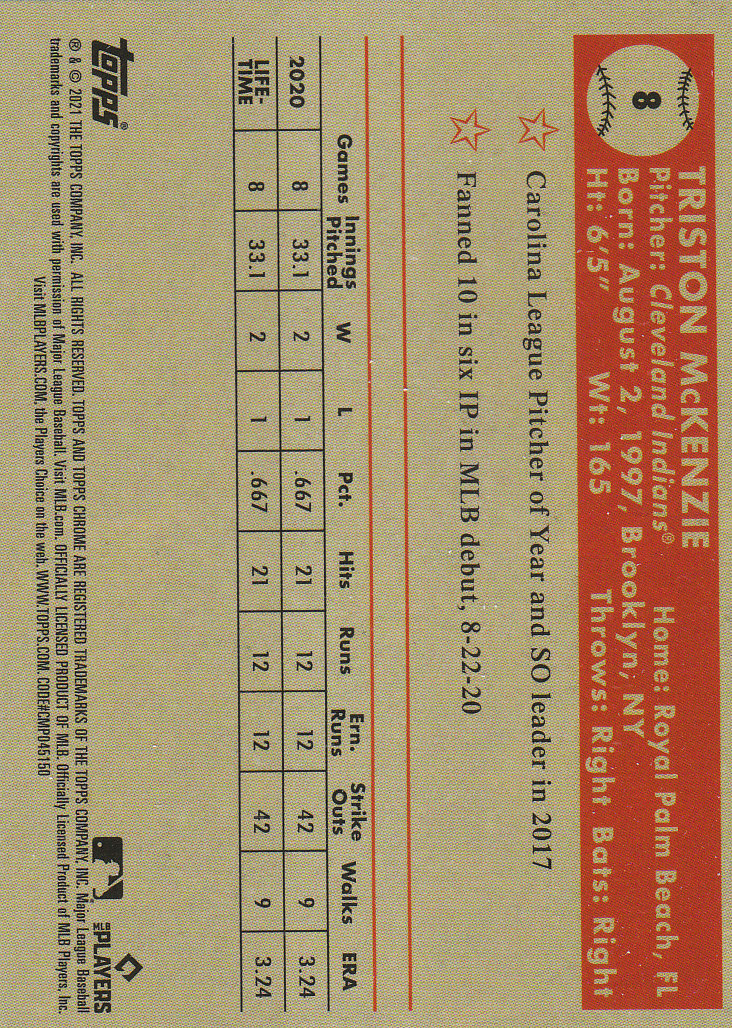 8
TRISTON McKENZIE
Pitcher: Cleveland Indians® Home: Royal Palm Beach, FL
Born: August 2, 1997, Brooklyn, NY
Ht: 6'5" Wt: 165 Throws: Right Bats: Right
Carolina League Pitcher of Year and SO leader in 2017
Fanned 10 in six IP in MLB debut, 8-22-20
Games Innings Pitched W L Pct. Hits Runs Ern. Runs Strike Outs Walks ERA
2020 8 33.1 2 1 .667 21 12 12 42 9 3.24
LIFE-TIME 8 33.1 2 1 .667 21 12 12 42 9 3.24
topps®
MLB PLAYERS
® & © 2021 THE TOPPS COMPANY, INC. ALL RIGHTS RESERVED. TOPPS AND TOPPS CHROME ARE REGISTERED TRADEMARKS OF THE TOPPS COMPANY, INC. Major League Baseball
trademarks and copyrights are used with permission of Major League Baseball. Visit MLB.com. OFFICIALLY LICENSED PRODUCT OF MLB. Officially Licensed Product of MLB Players, Inc.
Visit MLBPLAYERS.COM, the Players Choice on the web. WWW.TOPPS.COM. CODE#CMP045150